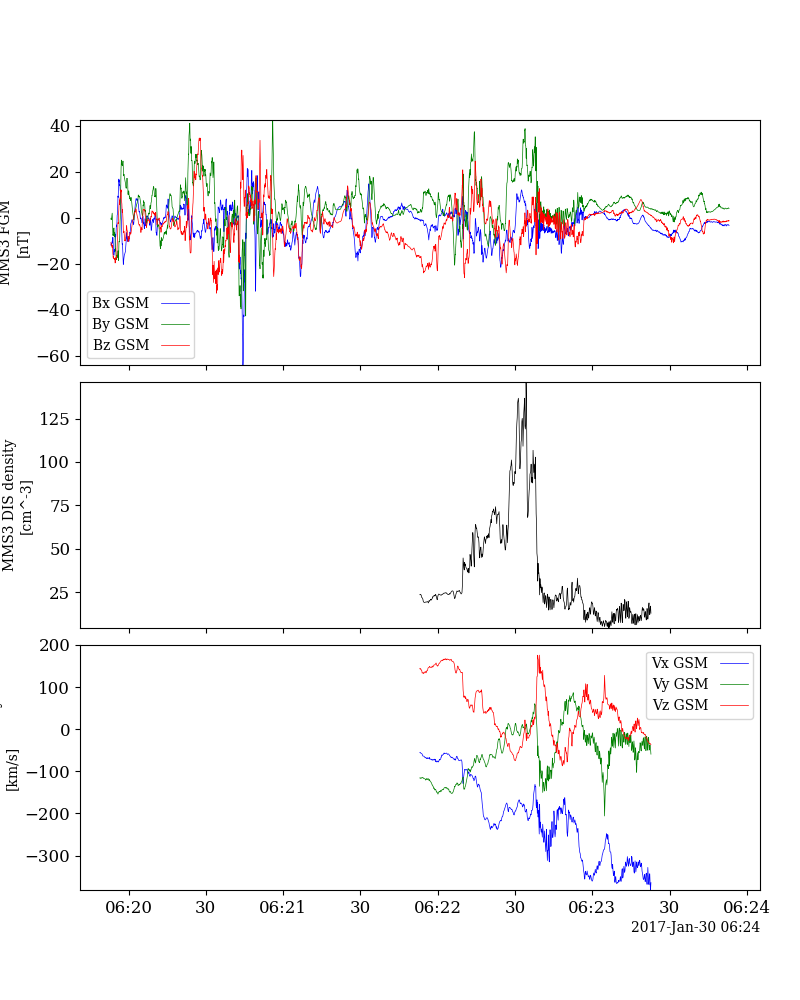 40
20
0
−20
−40
−60
MMS3 FGM
[nT]
Bx GSM
By GSM
Bz GSM
125
100
75
50
25
MMS3 DIS density
[cm^-3]
200
100
0
−100
−200
−300
[km/s]
Vx GSM
Vy GSM
Vz GSM
06:20 30 06:21 30 06:22 30 06:23 30 06:24
2017-Jan-30 06:24